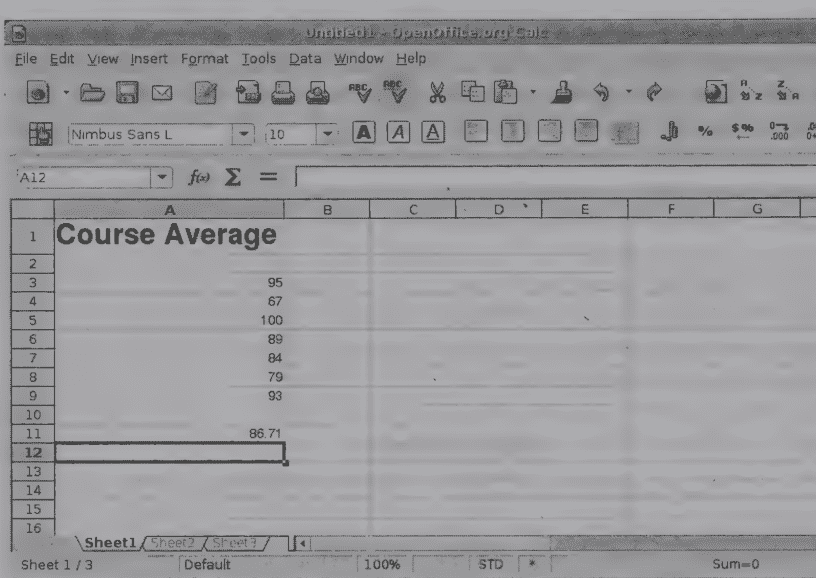 Untitled1 - OpenOffice.org Calc
File Edit View Insert Format Tools Data Window Help
Nimbus Sans L 10
A12 f(x) Σ =
A B C D E F G
1 Course Average
2
3 95
4 67
5 100
6 89
7 84
8 79
9 93
10
11 86.71
12
13
14
15
16
Sheet1 Sheet2 Sheet3
Sheet 1 / 3 Default 100% STD * Sum=0